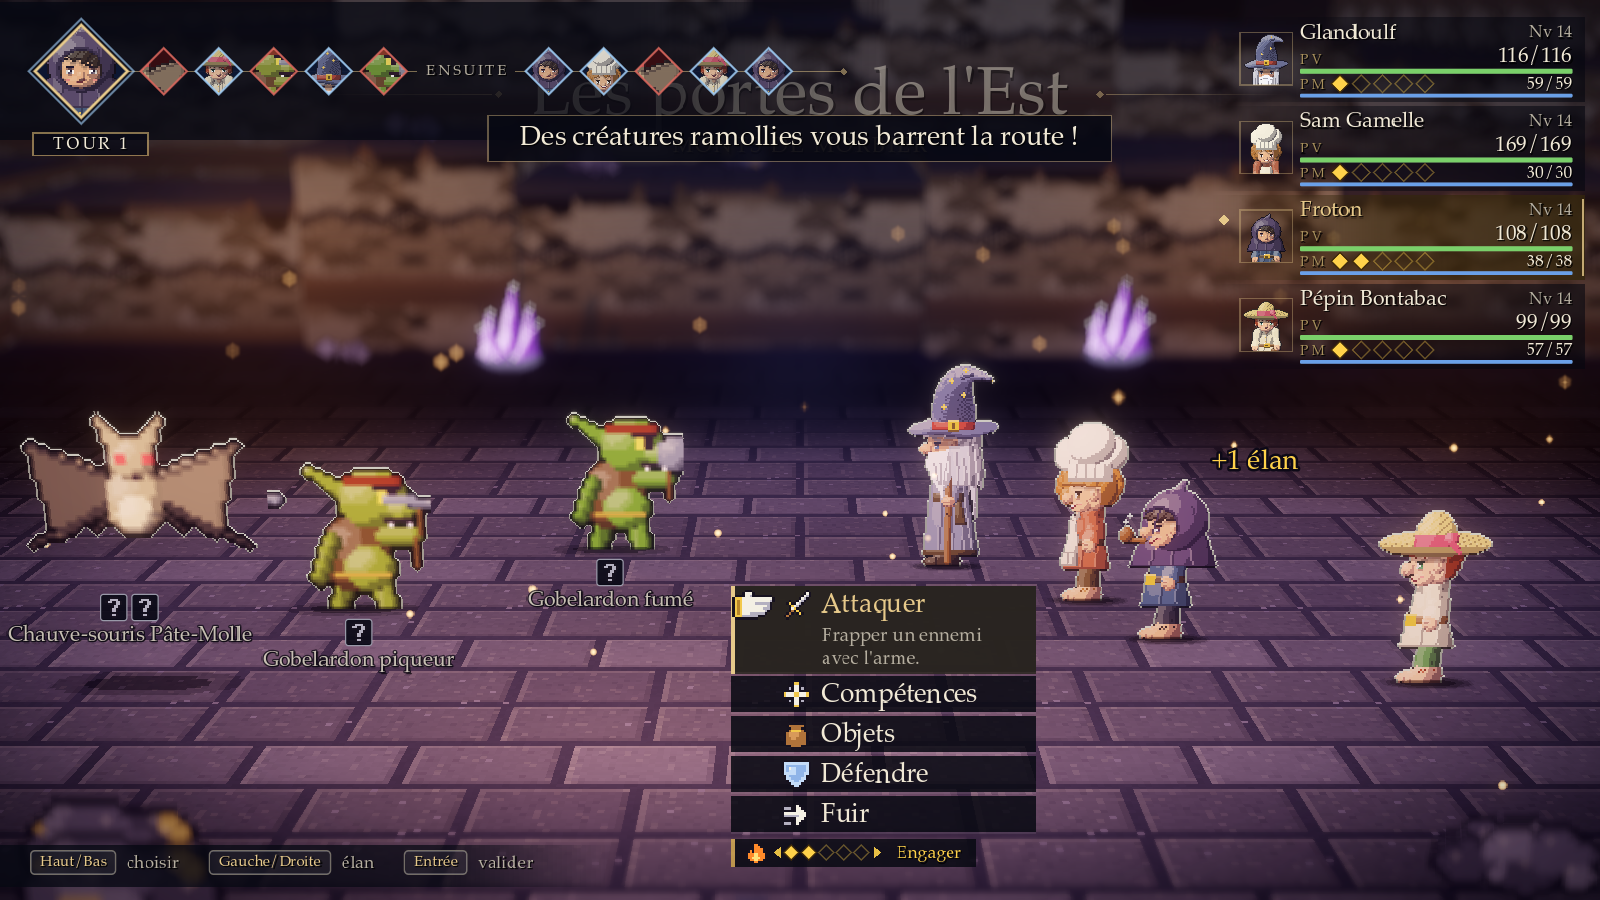 ENSUITE
Les portes de l'Est
TOUR 1
Des créatures ramollies vous barrent la route !
Glandoulf Nv 14
PV 116/116
PM 59/59
Sam Gamelle Nv 14
PV 169/169
PM 30/30
Froton Nv 14
PV 108/108
PM 38/38
Pépin Bontabac Nv 14
PV 99/99
PM 57/57
+1 élan
? ?
Chauve-souris Pâte-Molle
?
Gobelardon piqueur
?
Gobelardon fumé
Attaquer
Frapper un ennemi
avec l'arme.
Compétences
Objets
Défendre
Fuir
Engager
Haut/Bas choisir Gauche/Droite élan Entrée valider